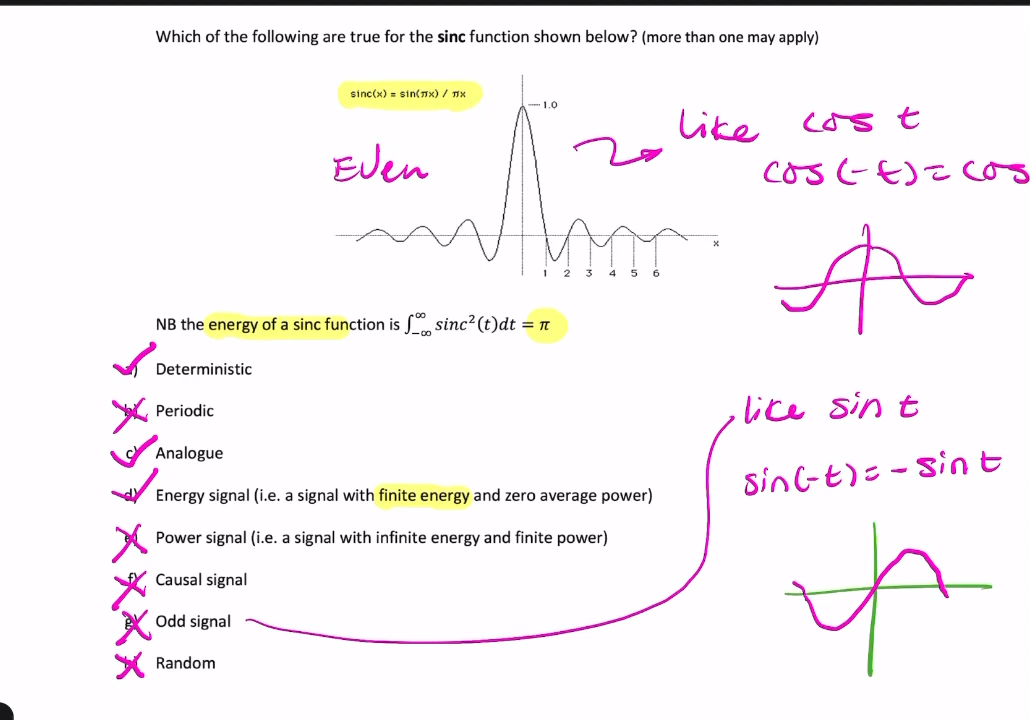 Which of the following are true for the sinc function shown below? (more than one may apply)
sinc(x) = sin(πx) / πx
1.0
like cos t
Even
cos(-t)=cos
x
1 2 3 4 5 6
NB the energy of a sinc function is ∫_{-∞}^{∞} sinc²(t)dt = π
Deterministic
Periodic
like sin t
c) Analogue
sin(-t)=-sin t
d) Energy signal (i.e. a signal with finite energy and zero average power)
Power signal (i.e. a signal with infinite energy and finite power)
f) Causal signal
g) Odd signal
Random